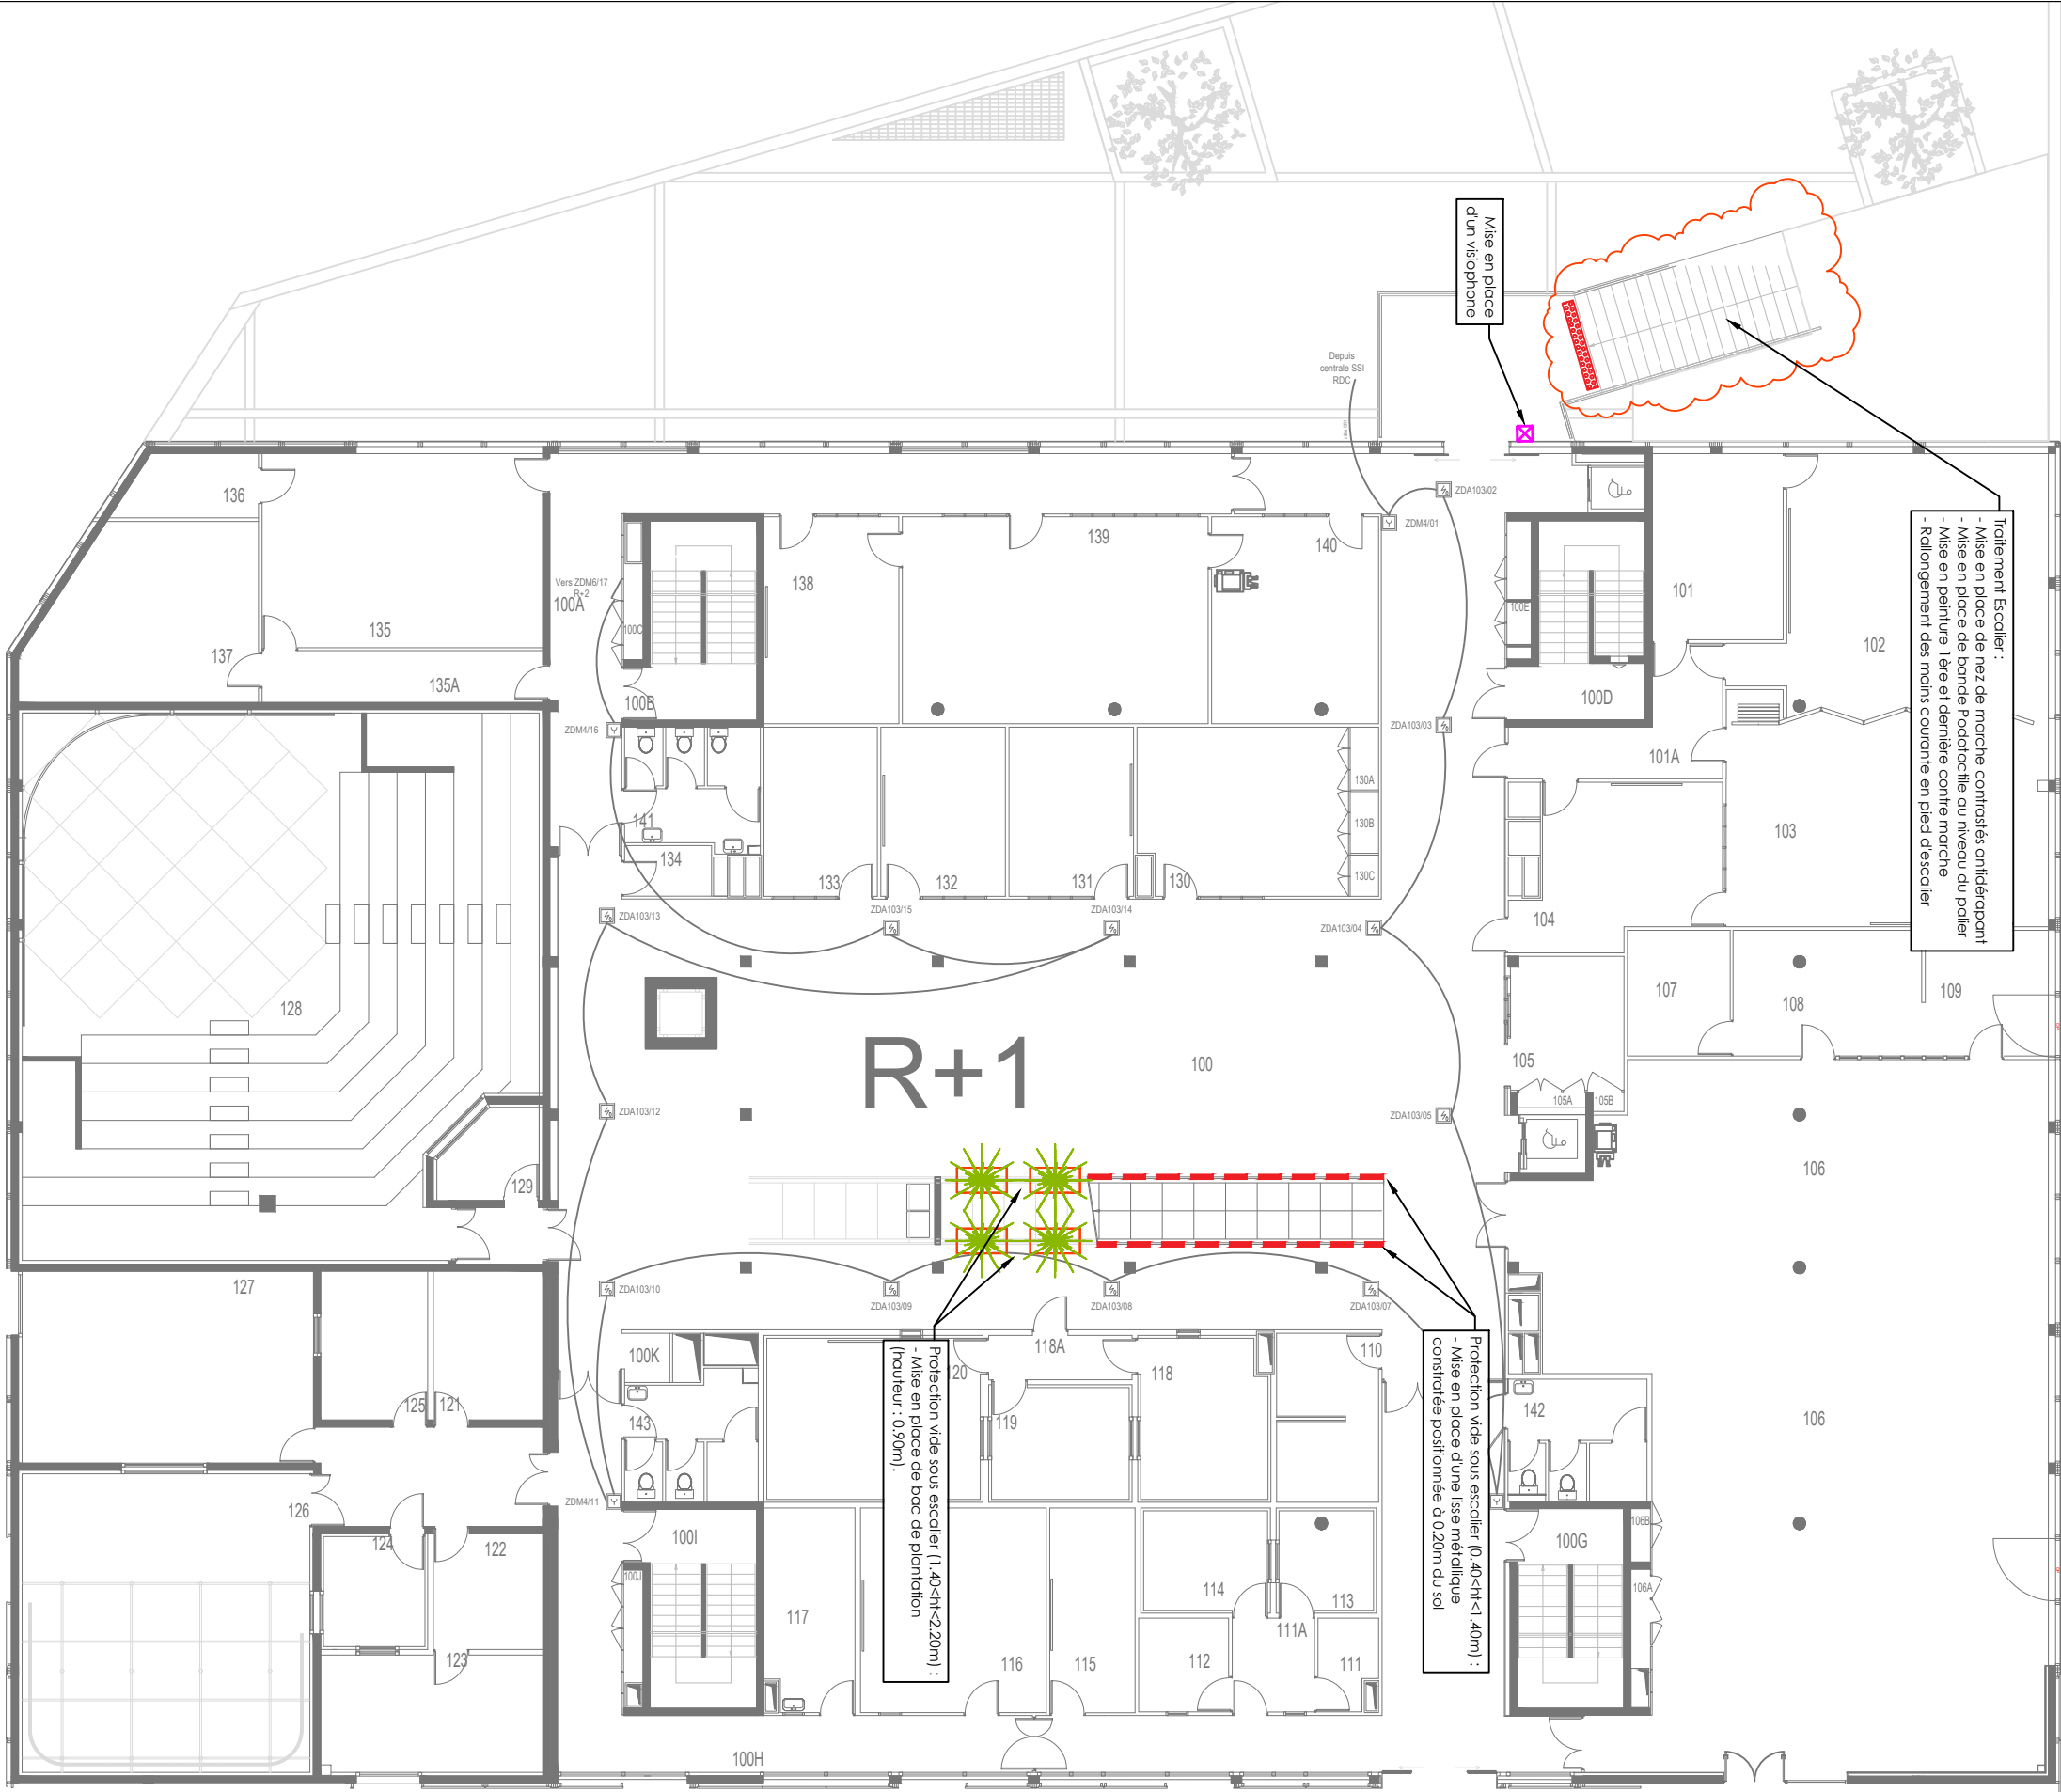 Mise en place
d'un visiophone
Traitement Escalier :
- Mise en place de nez de marche contrastés antidérapant
- Mise en place de bande Podotactile au niveau du palier
- Mise en peinture 1ère et dernière contre marche
- Rallongement des mains courante en pied d'escalier
Depuis
centrale SSI
RDC
ZDA103/02
ZDM4/01
136
139
140
138
Vers ZDM6/17
R+2
100A
100C
100E
101
135
137
135A
102
100B
100D
ZDM4/16
ZDA103/03
101A
130A
141
130B
103
134
133
132
131
130
130C
104
ZDA103/13
ZDA103/15
ZDA103/14
ZDA103/04
107
108
109
128
R+1
100
105
105A
105B
ZDA103/12
ZDA103/05
106
129
127
ZDA103/10
ZDA103/09
ZDA103/08
ZDA103/07
Protection vide sous escalier (1.40<ht<2.20m) :
- Mise en place de bac de plantation
(hauteur : 0.90m).
Protection vide sous escalier (0.40<ht<1.40m) :
- Mise en place d'une lisse métallique
constratée positionnée à 0.20m du sol
100K
120
118A
118
110
125
121
143
119
142
106
126
ZDM4/11
124
122
100I
100G
106B
100J
114
113
106A
117
111A
123
116
115
112
111
100H